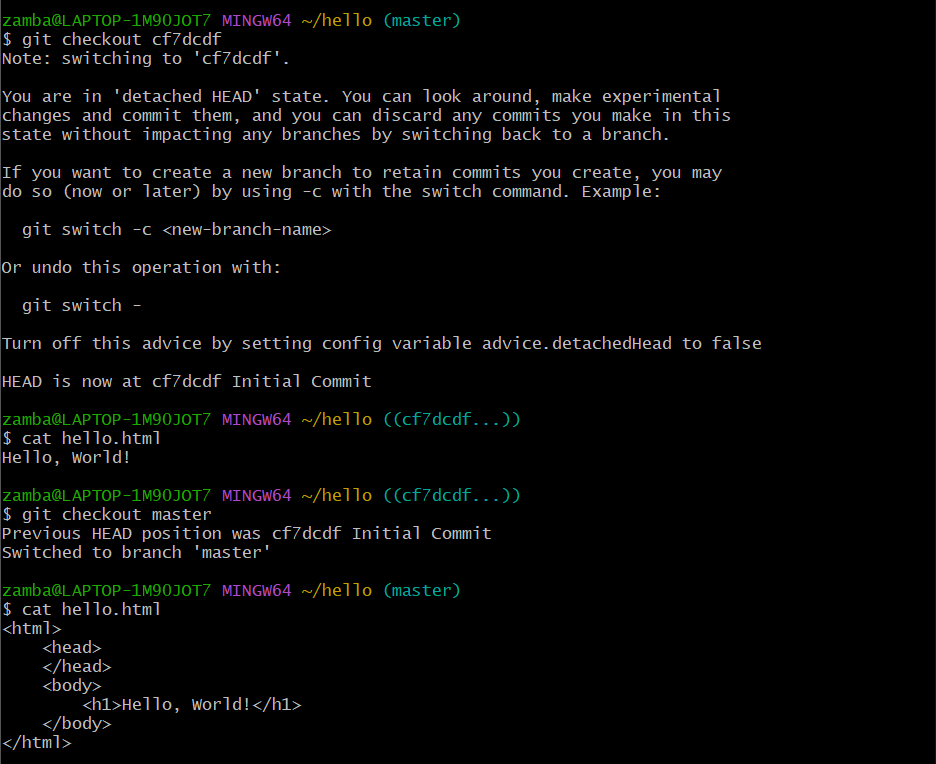 zamba@LAPTOP-1M9OJOT7 MINGW64 ~/hello (master)
$ git checkout cf7dcdf
Note: switching to 'cf7dcdf'.

You are in 'detached HEAD' state. You can look around, make experimental
changes and commit them, and you can discard any commits you make in this
state without impacting any branches by switching back to a branch.

If you want to create a new branch to retain commits you create, you may
do so (now or later) by using -c with the switch command. Example:

  git switch -c <new-branch-name>

Or undo this operation with:

  git switch -

Turn off this advice by setting config variable advice.detachedHead to false

HEAD is now at cf7dcdf Initial Commit

zamba@LAPTOP-1M9OJOT7 MINGW64 ~/hello ((cf7dcdf...))
$ cat hello.html
Hello, World!

zamba@LAPTOP-1M9OJOT7 MINGW64 ~/hello ((cf7dcdf...))
$ git checkout master
Previous HEAD position was cf7dcdf Initial Commit
Switched to branch 'master'

zamba@LAPTOP-1M9OJOT7 MINGW64 ~/hello (master)
$ cat hello.html
<html>
    <head>
    </head>
    <body>
        <h1>Hello, World!</h1>
    </body>
</html>